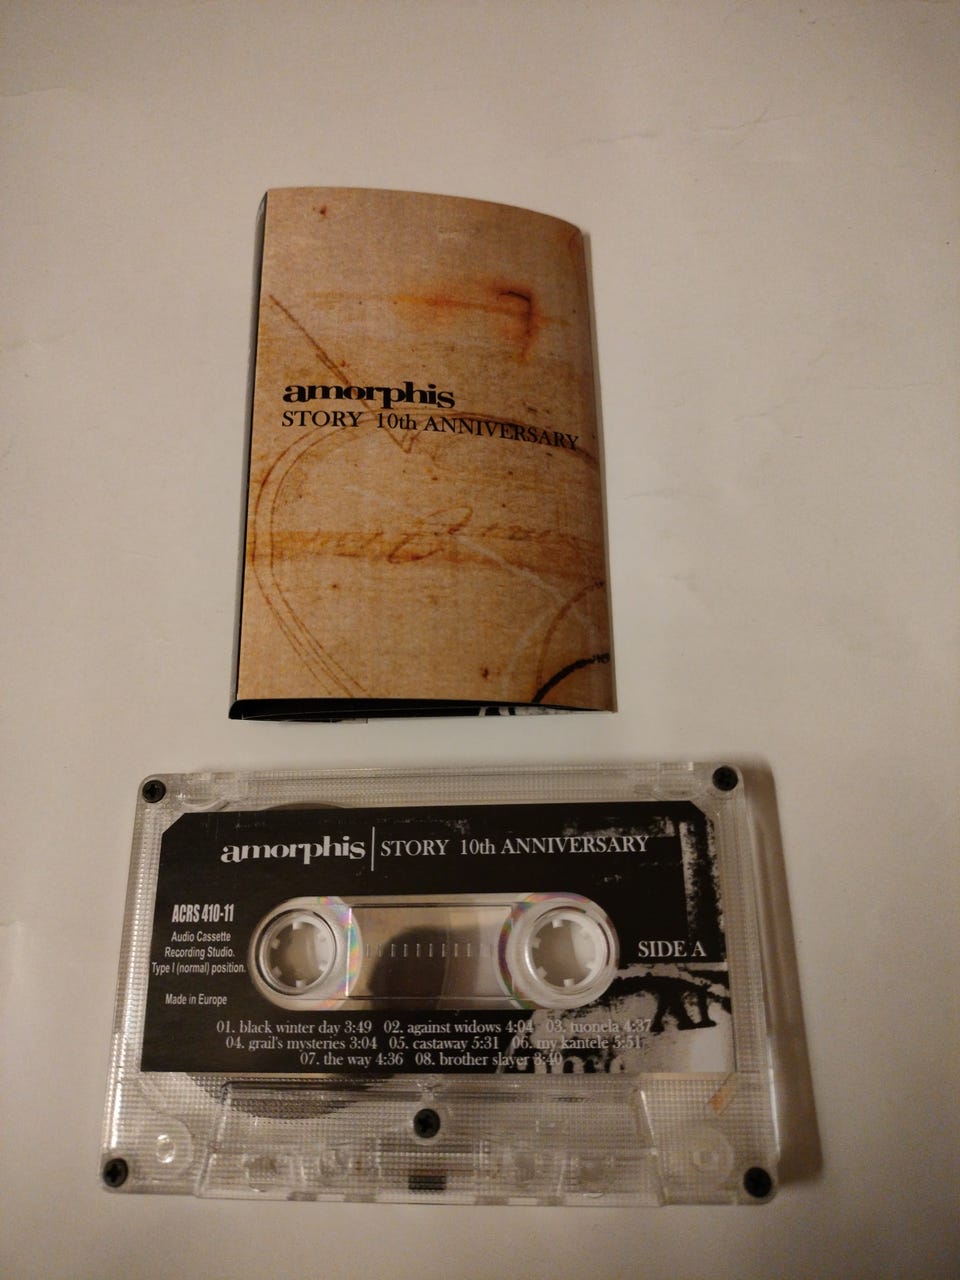 amorphis
STORY 10th ANNIVERSARY
amorphis | STORY 10th ANNIVERSARY
ACRS 410-11
Audio Cassette
Recording Studio.
Type I (normal) position.
Made in Europe
SIDE A
01. black winter day 3:49 02. against widows 4:04 03. tuonela 4:37
04. grail's mysteries 3:04 05. castaway 5:31 06. my kantele 5:51
07. the way 4:36 08. brother slayer 3:40